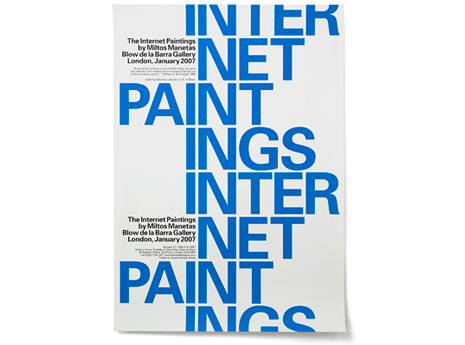 INTER
The Internet Paintings
by Miltos Manetas
Blow de la Barra Gallery
London, January 2007
NET
PAINT
INGS
INTER
The Internet Paintings
by Miltos Manetas
Blow de la Barra Gallery
London, January 2007
NET
PAINT
INGS